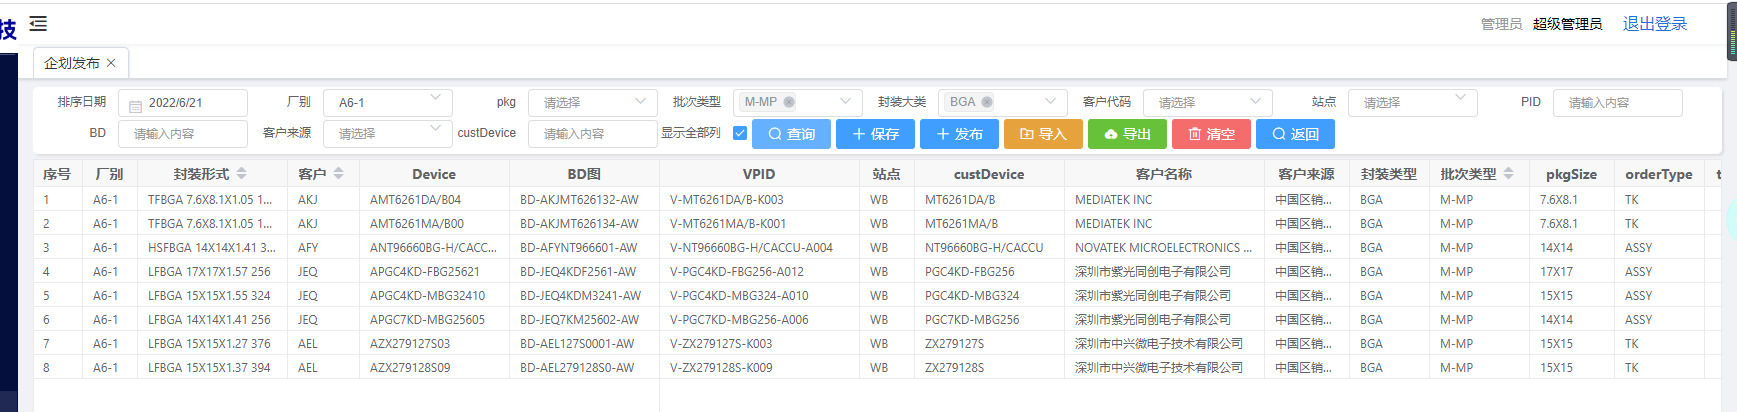 技 管理员 超级管理员 退出登录
企划发布
排序日期 2022/6/21 厂别 A6-1 pkg 请选择 批次类型 M-MP 封装大类 BGA 客户代码 请选择 站点 请选择 PID 请输入内容
BD 请输入内容 客户来源 请选择 custDevice 请输入内容 显示全部列 查询 保存 发布 导入 导出 清空 返回
序号 厂别 封装形式 客户 Device BD图 VPID 站点 custDevice 客户名称 客户来源 封装类型 批次类型 pkgSize orderType t
1 A6-1 TFBGA 7.6X8.1X1.05 1... AKJ AMT6261DA/B04 BD-AKJMT626132-AW V-MT6261DA/B-K003 WB MT6261DA/B MEDIATEK INC 中国区销... BGA M-MP 7.6X8.1 TK
2 A6-1 TFBGA 7.6X8.1X1.05 1... AKJ AMT6261MA/B00 BD-AKJMT626134-AW V-MT6261MA/B-K001 WB MT6261MA/B MEDIATEK INC 中国区销... BGA M-MP 7.6X8.1 TK
3 A6-1 HSFBGA 14X14X1.41 3... AFY ANT96660BG-H/CACC... BD-AFYNT966601-AW V-NT96660BG-H/CACCU-A004 WB NT96660BG-H/CACCU NOVATEK MICROELECTRONICS ... 中国区销... BGA M-MP 14X14 ASSY
4 A6-1 LFBGA 17X17X1.57 256 JEQ APGC4KD-FBG25621 BD-JEQ4KDF2561-AW V-PGC4KD-FBG256-A012 WB PGC4KD-FBG256 深圳市紫光同创电子有限公司 中国区销... BGA M-MP 17X17 ASSY
5 A6-1 LFBGA 15X15X1.55 324 JEQ APGC4KD-MBG32410 BD-JEQ4KDM3241-AW V-PGC4KD-MBG324-A010 WB PGC4KD-MBG324 深圳市紫光同创电子有限公司 中国区销... BGA M-MP 15X15 ASSY
6 A6-1 LFBGA 14X14X1.41 256 JEQ APGC7KD-MBG25605 BD-JEQ7KM25602-AW V-PGC7KD-MBG256-A006 WB PGC7KD-MBG256 深圳市紫光同创电子有限公司 中国区销... BGA M-MP 14X14 ASSY
7 A6-1 LFBGA 15X15X1.27 376 AEL AZX279127S03 BD-AEL127S0001-AW V-ZX279127S-K003 WB ZX279127S 深圳市中兴微电子技术有限公司 中国区销... BGA M-MP 15X15 TK
8 A6-1 LFBGA 15X15X1.37 394 AEL AZX279128S09 BD-AEL279128S0-AW V-ZX279128S-K009 WB ZX279128S 深圳市中兴微电子技术有限公司 中国区销... BGA M-MP 15X15 TK